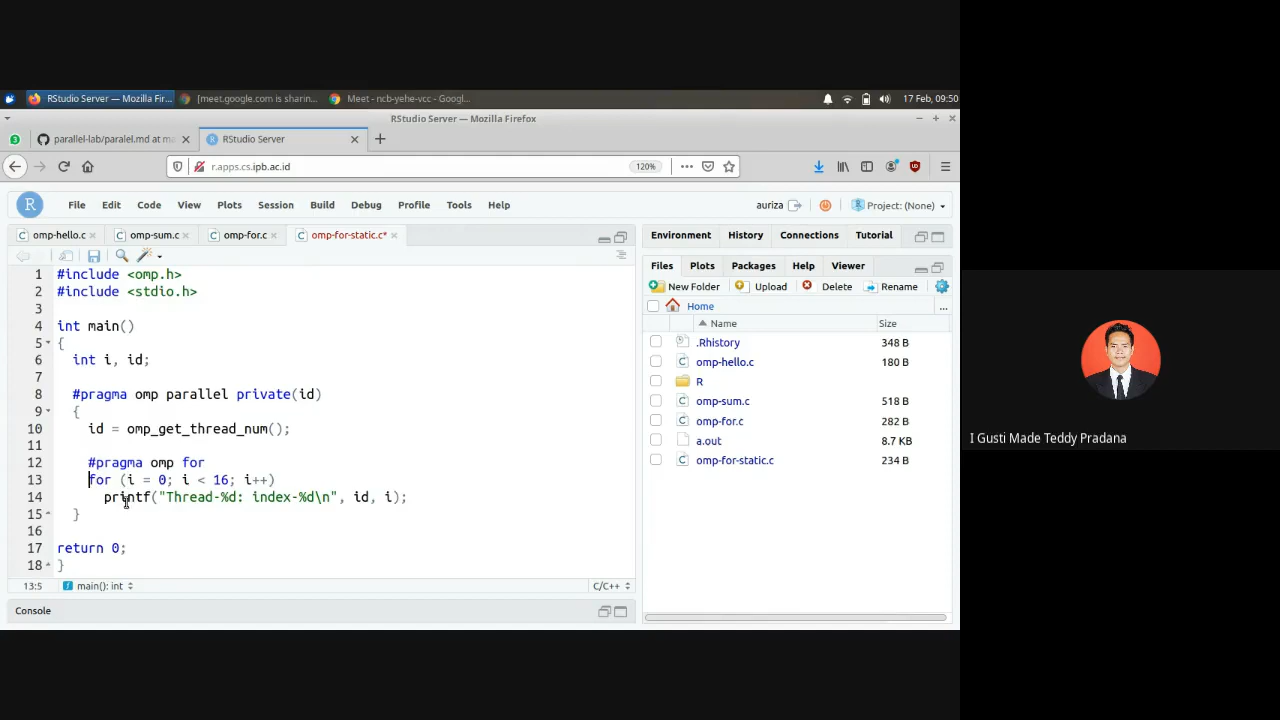 RStudio Server — Mozilla Fir...
[meet.google.com is sharin...
Meet - ncb-yehe-vcc - Googl...
17 Feb, 09:50
RStudio Server — Mozilla Firefox
parallel-lab/paralel.md at ma
RStudio Server
r.apps.cs.ipb.ac.id
120%
R
File Edit Code View Plots Session Build Debug Profile Tools Help
auriza
Project: (None)
omp-hello.c
omp-sum.c
omp-for.c
omp-for-static.c*
1 #include <omp.h>
2 #include <stdio.h>
3
4 int main()
5 {
6 int i, id;
7
8 #pragma omp parallel private(id)
9 {
10 id = omp_get_thread_num();
11
12 #pragma omp for
13 for (i = 0; i < 16; i++)
14 printf("Thread-%d: index-%d\n", id, i);
15 }
16
17 return 0;
18 }
13:5
main(): int
C/C++
Console
Environment History Connections Tutorial
Files Plots Packages Help Viewer
New Folder Upload Delete Rename
Home
...
Name Size
.Rhistory 348 B
omp-hello.c 180 B
R
omp-sum.c 518 B
omp-for.c 282 B
a.out 8.7 KB
omp-for-static.c 234 B
I Gusti Made Teddy Pradana